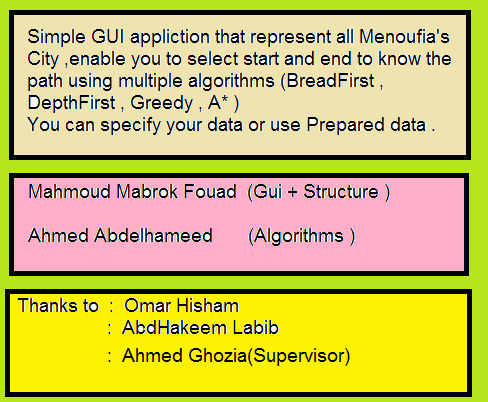 Simple GUI appliction that represent all Menoufia's
City ,enable you to select start and end to know the
path using multiple algorithms (BreadFirst ,
DepthFirst , Greedy , A* )
You can specify your data or use Prepared data .
Mahmoud Mabrok Fouad (Gui + Structure )
Ahmed Abdelhameed (Algorithms )
Thanks to : Omar Hisham
: AbdHakeem Labib
: Ahmed Ghozia(Supervisor)